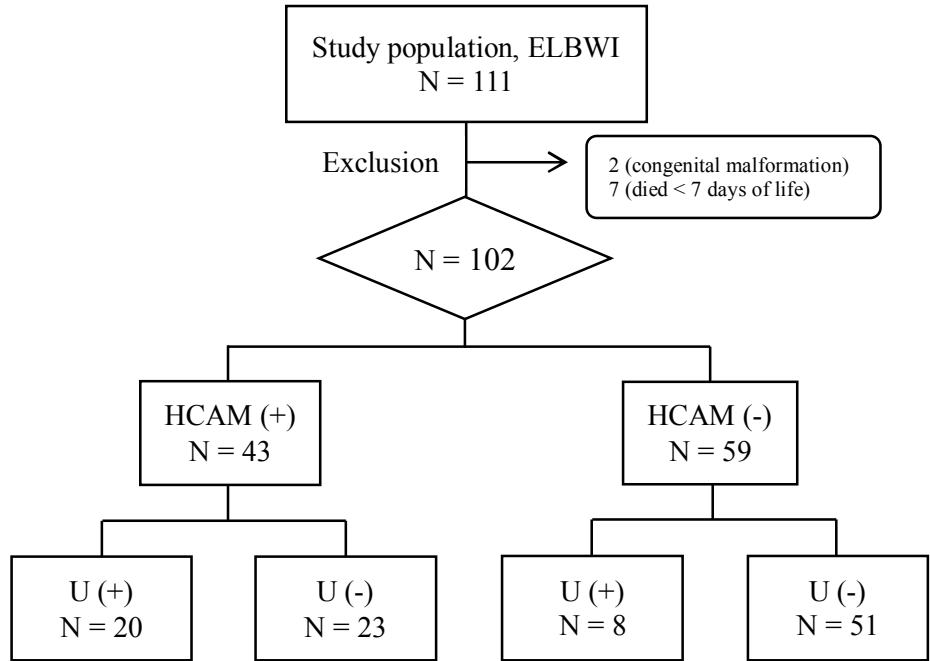 Study population, ELBWI
N = 111
Exclusion
2 (congenital malformation)
7 (died < 7 days of life)
N = 102
HCAM (+)
N = 43
HCAM (-)
N = 59
U (+)
N = 20
U (-)
N = 23
U (+)
N = 8
U (-)
N = 51